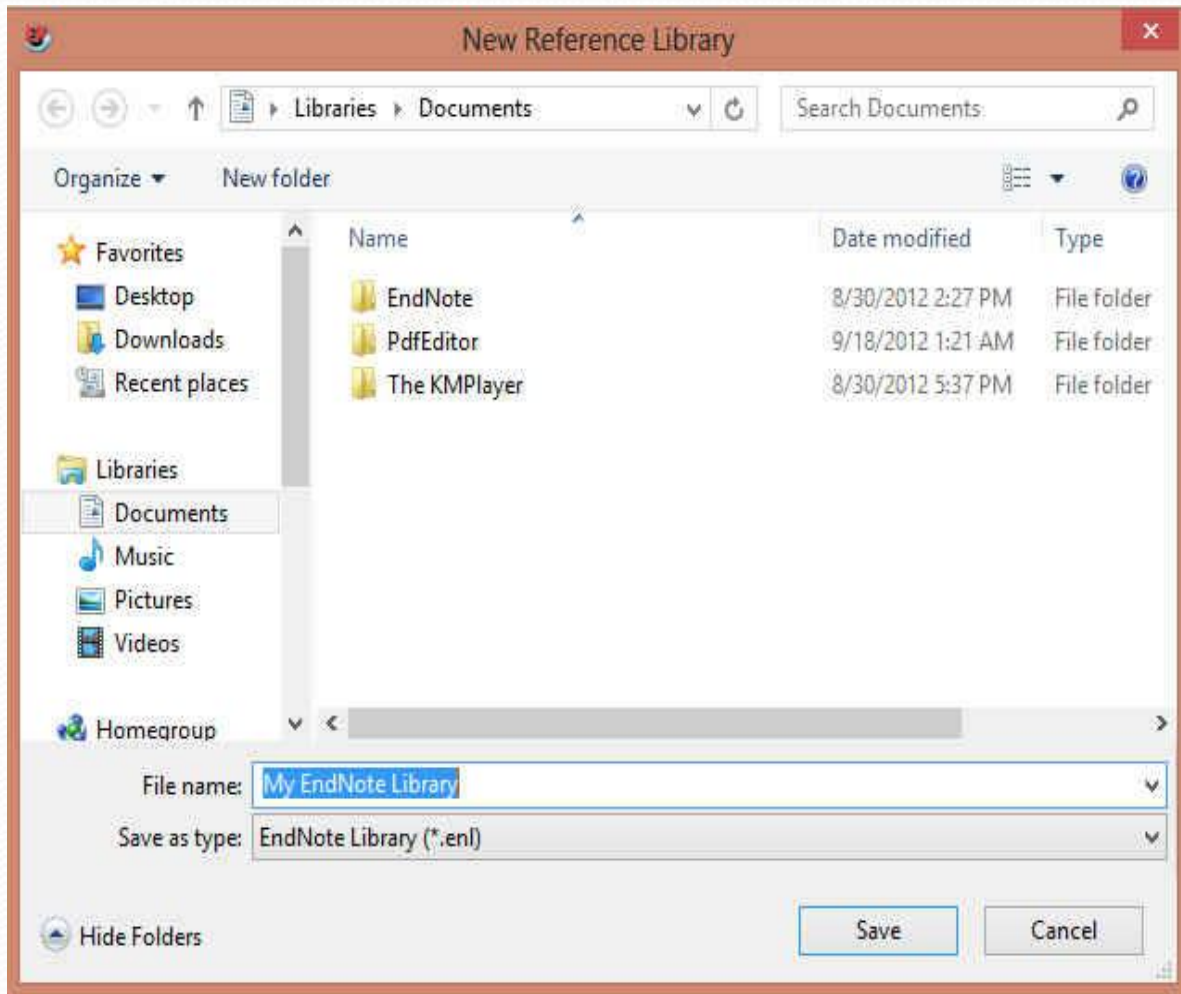 New Reference Library
Libraries Documents
Search Documents
Organize New folder
Name Date modified Type
Favorites
Desktop
Downloads
Recent places
Libraries
Documents
Music
Pictures
Videos
Homegroup
EndNote 8/30/2012 2:27 PM File folder
PdfEditor 9/18/2012 1:21 AM File folder
The KMPlayer 8/30/2012 5:37 PM File folder
File name: My EndNote Library
Save as type: EndNote Library (*.enl)
Hide Folders
Save Cancel